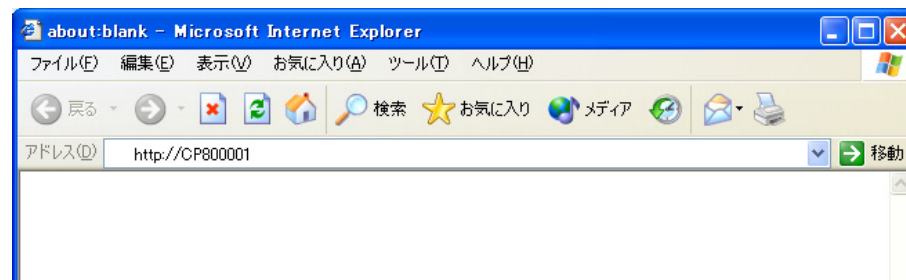 about:blank - Microsoft Internet Explorer
ファイル(F) 編集(E) 表示(V) お気に入り(A) ツール(T) ヘルプ(H)
戻る 検索 お気に入り メディア
アドレス(D) http://CP800001 移動